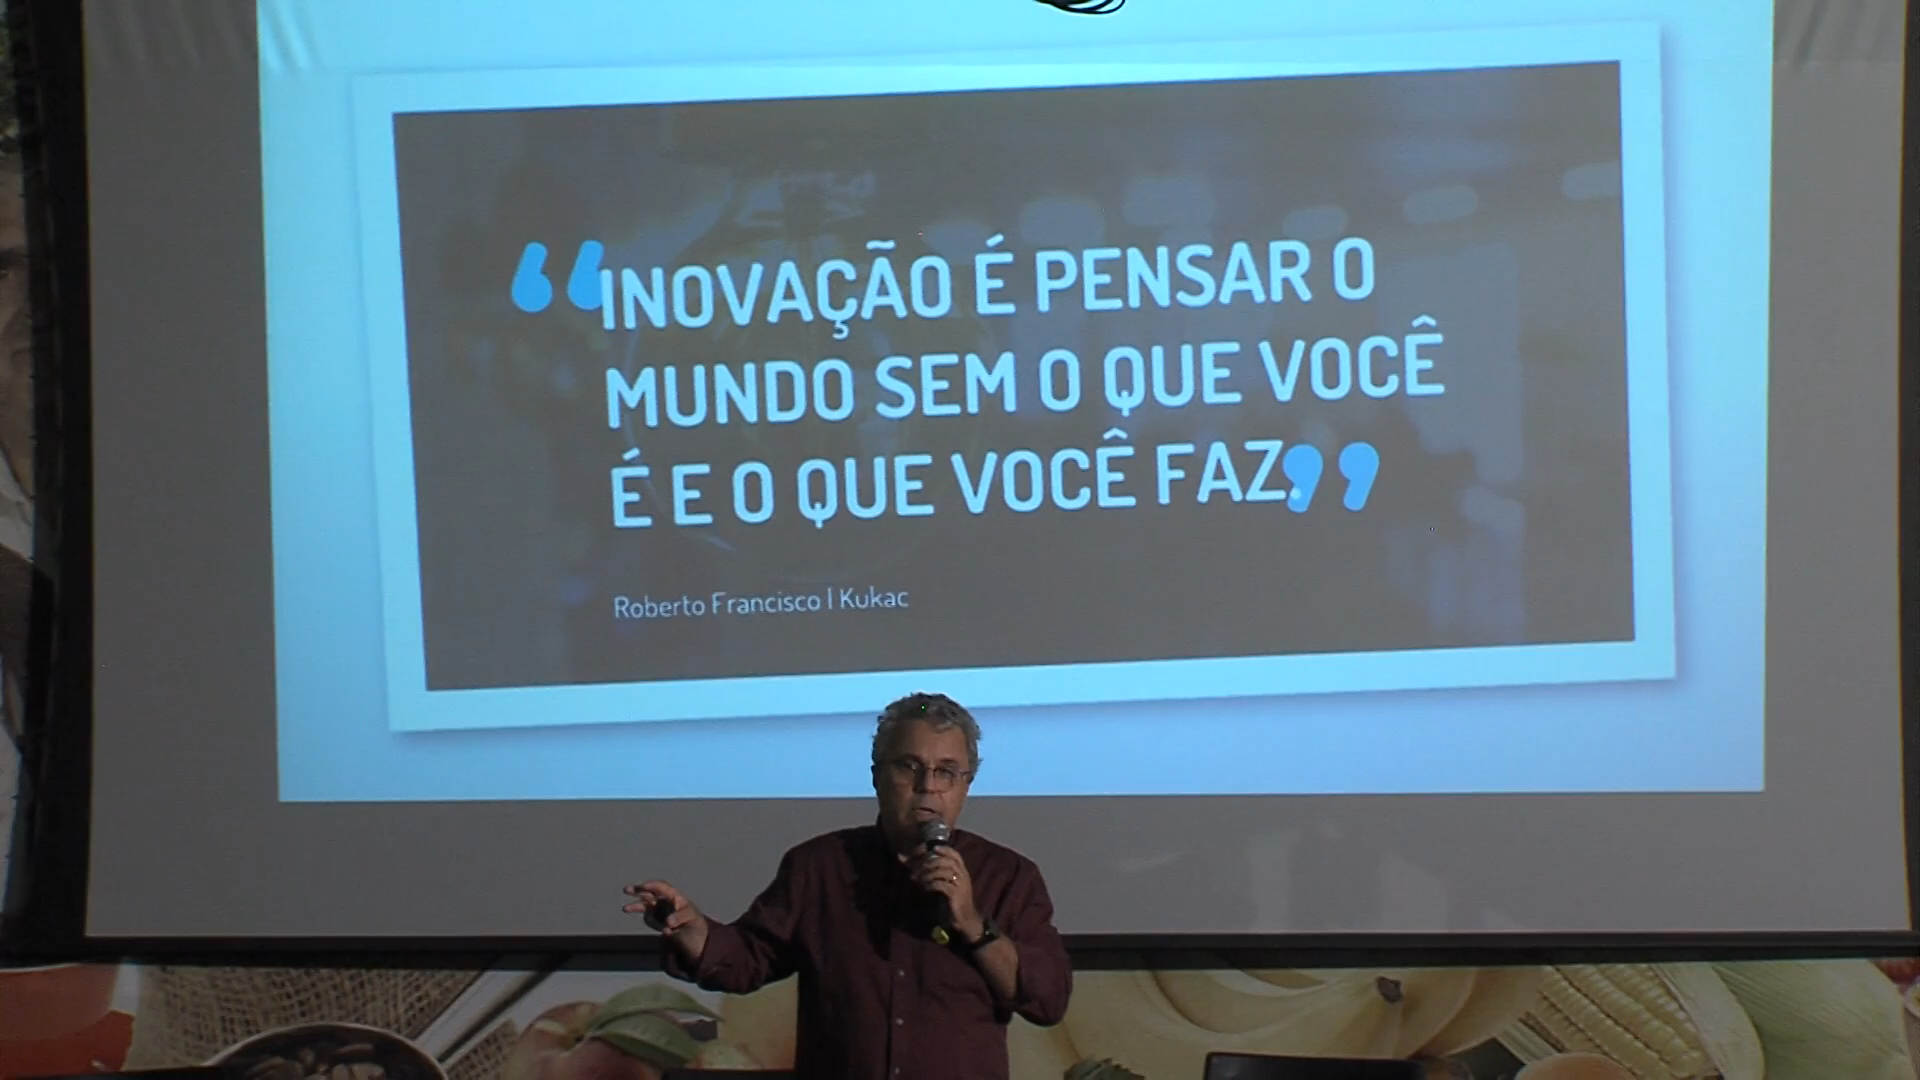 “INOVAÇÃO É PENSAR O
MUNDO SEM O QUE VOCÊ
É E O QUE VOCÊ FAZ.”
Roberto Francisco | Kukac